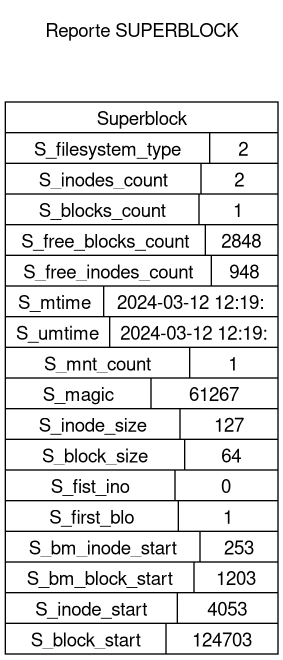 Reporte SUPERBLOCK
Superblock
S_filesystem_type 2
S_inodes_count 2
S_blocks_count 1
S_free_blocks_count 2848
S_free_inodes_count 948
S_mtime 2024-03-12 12:19:
S_umtime 2024-03-12 12:19:
S_mnt_count 1
S_magic 61267
S_inode_size 127
S_block_size 64
S_fist_ino 0
S_first_blo 1
S_bm_inode_start 253
S_bm_block_start 1203
S_inode_start 4053
S_block_start 124703